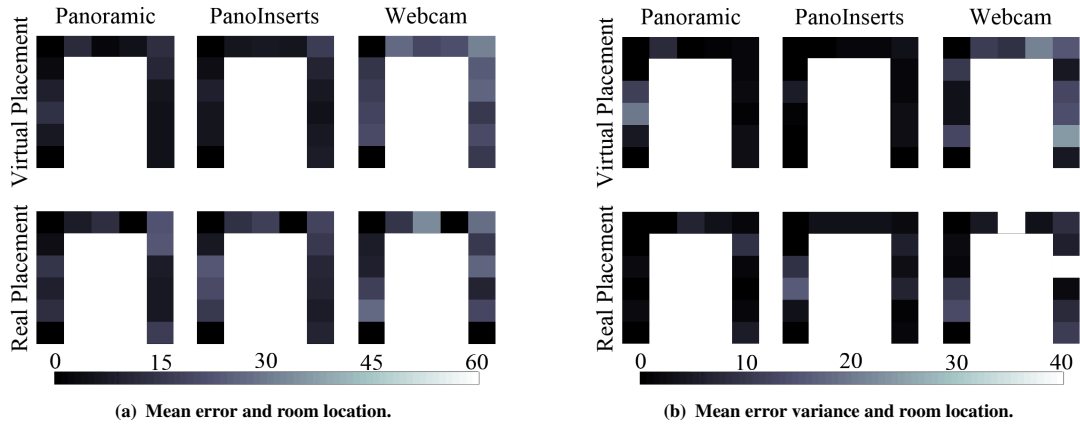 Panoramic PanoInserts Webcam
Virtual Placement
Real Placement
0 15 30 45 60
(a) Mean error and room location.
Panoramic PanoInserts Webcam
Virtual Placement
Real Placement
0 10 20 30 40
(b) Mean error variance and room location.